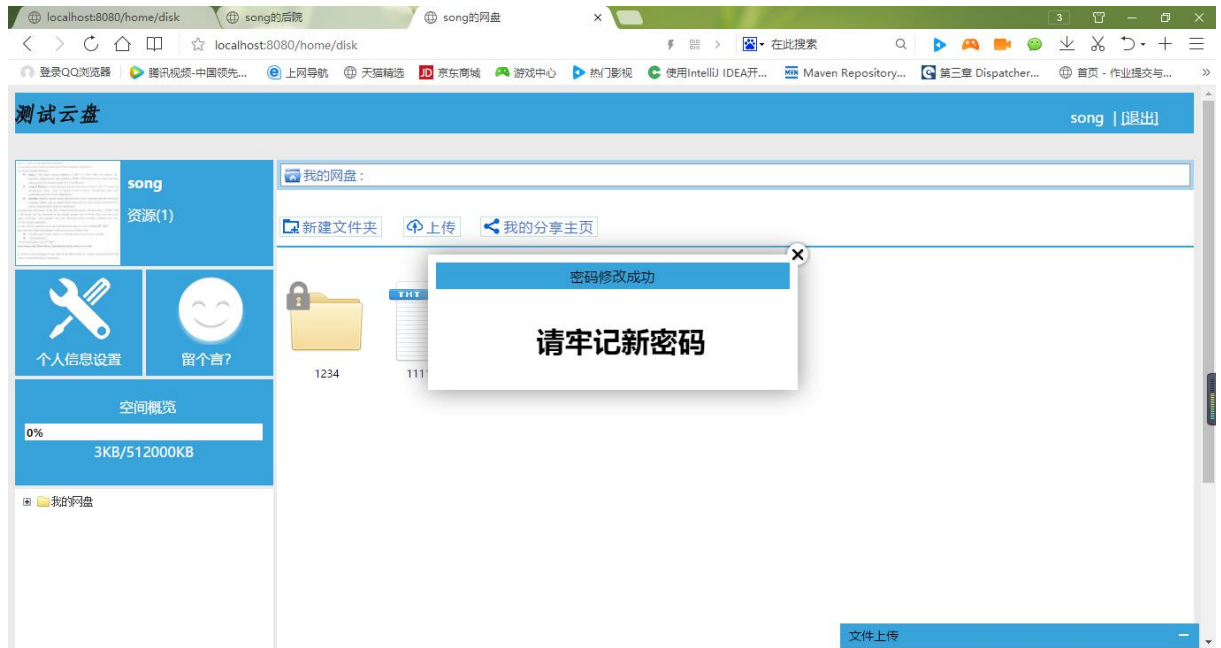 localhost:8080/home/disk
song的后院
song的网盘
3
localhost:8080/home/disk
在此搜索
登录QQ浏览器
腾讯视频-中国领先...
上网导航
天猫精选
JD 京东商城
游戏中心
热门影视
使用IntelliJ IDEA开...
MVN Maven Repository...
第三章 Dispatcher...
首页 - 作业提交与...
测试云盘
song | [退出]
song
资源(1)
我的网盘 :
新建文件夹
上传
我的分享主页
密码修改成功
请牢记新密码
TXT
1234
111
个人信息设置
留个言?
空间概览
0%
3KB/512000KB
我的网盘
文件上传